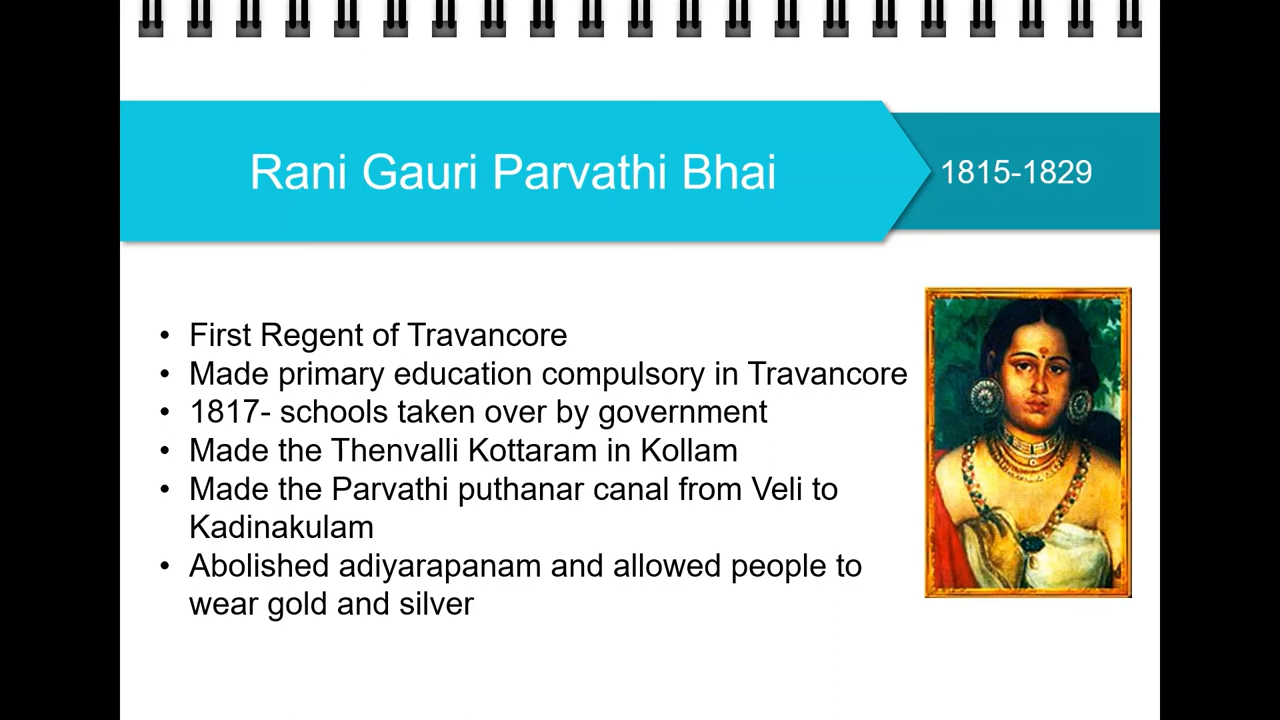 Rani Gauri Parvathi Bhai
1815-1829
• First Regent of Travancore
• Made primary education compulsory in Travancore
• 1817- schools taken over by government
• Made the Thenvalli Kottaram in Kollam
• Made the Parvathi puthanar canal from Veli to
Kadinakulam
• Abolished adiyarapanam and allowed people to
wear gold and silver